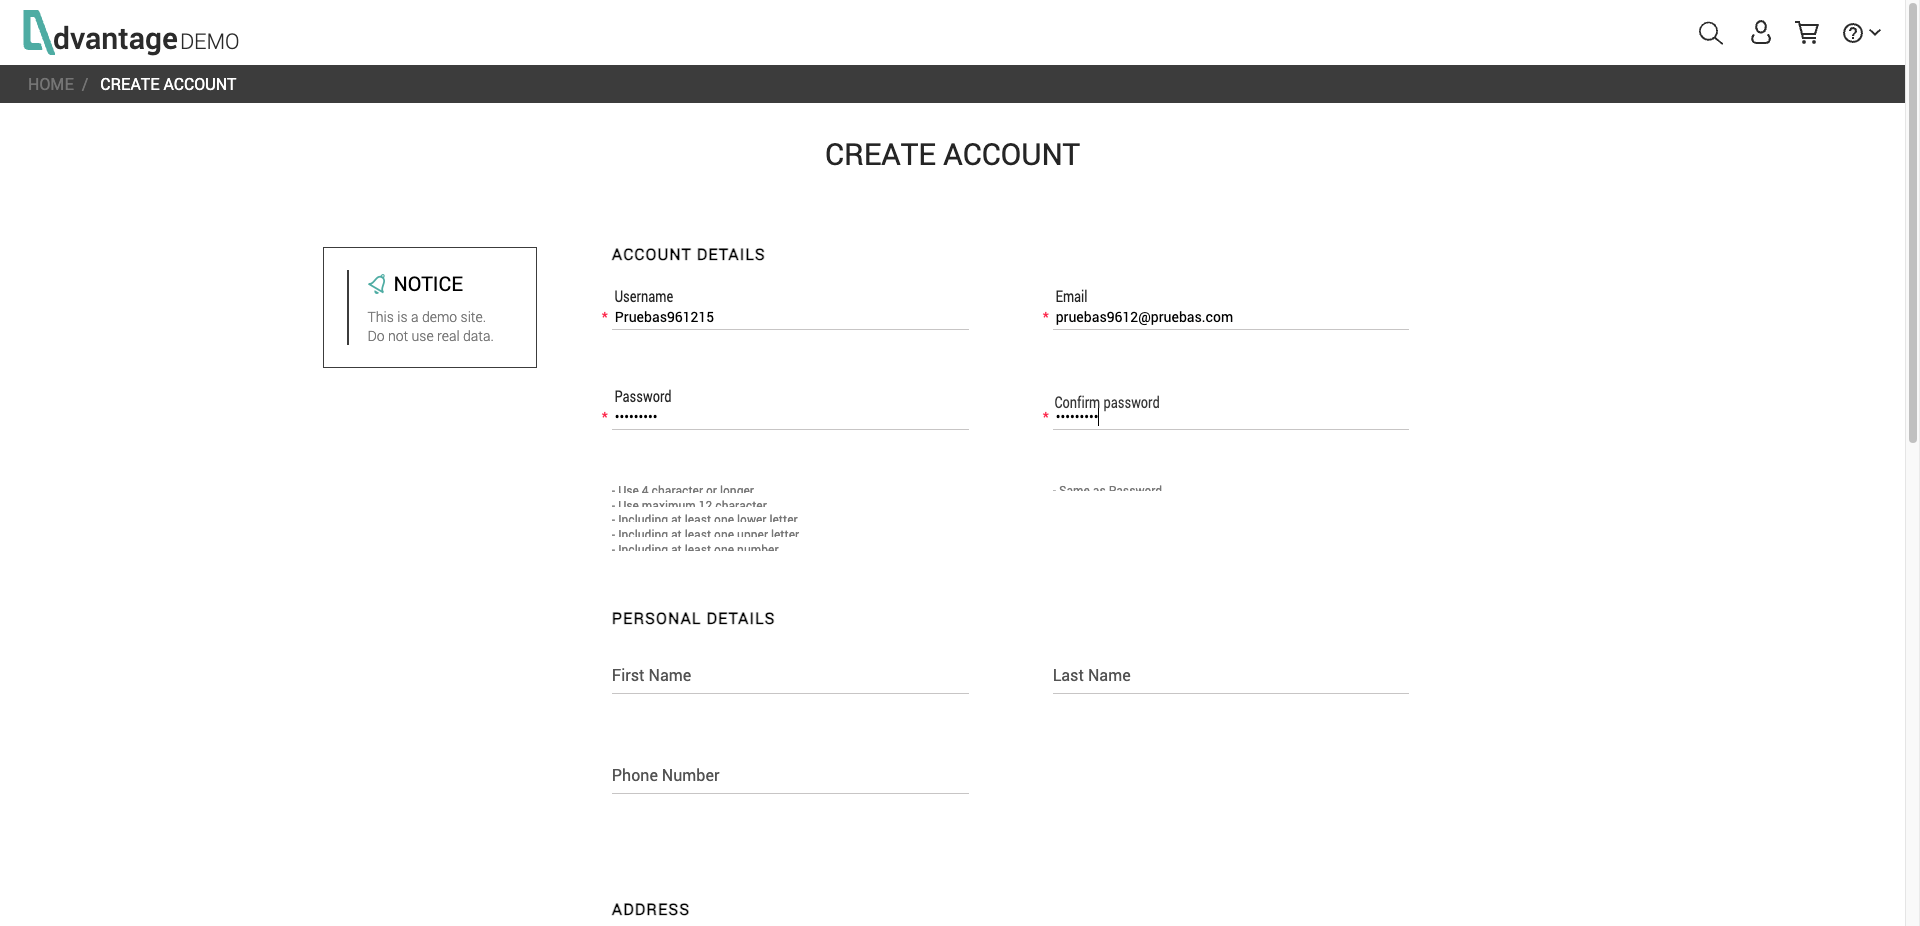 dvantage DEMO
HOME / CREATE ACCOUNT
CREATE ACCOUNT
NOTICE
This is a demo site.
Do not use real data.
ACCOUNT DETAILS
Username
* Pruebas961215
Email
* pruebas9612@pruebas.com
Password
* •••••••••
Confirm password
* •••••••••
- Use 4 character or longer
- Use maximum 12 character
- Including at least one lower letter
- Including at least one upper letter
- Including at least one number
- Same as Password
PERSONAL DETAILS
First Name
Last Name
Phone Number
ADDRESS